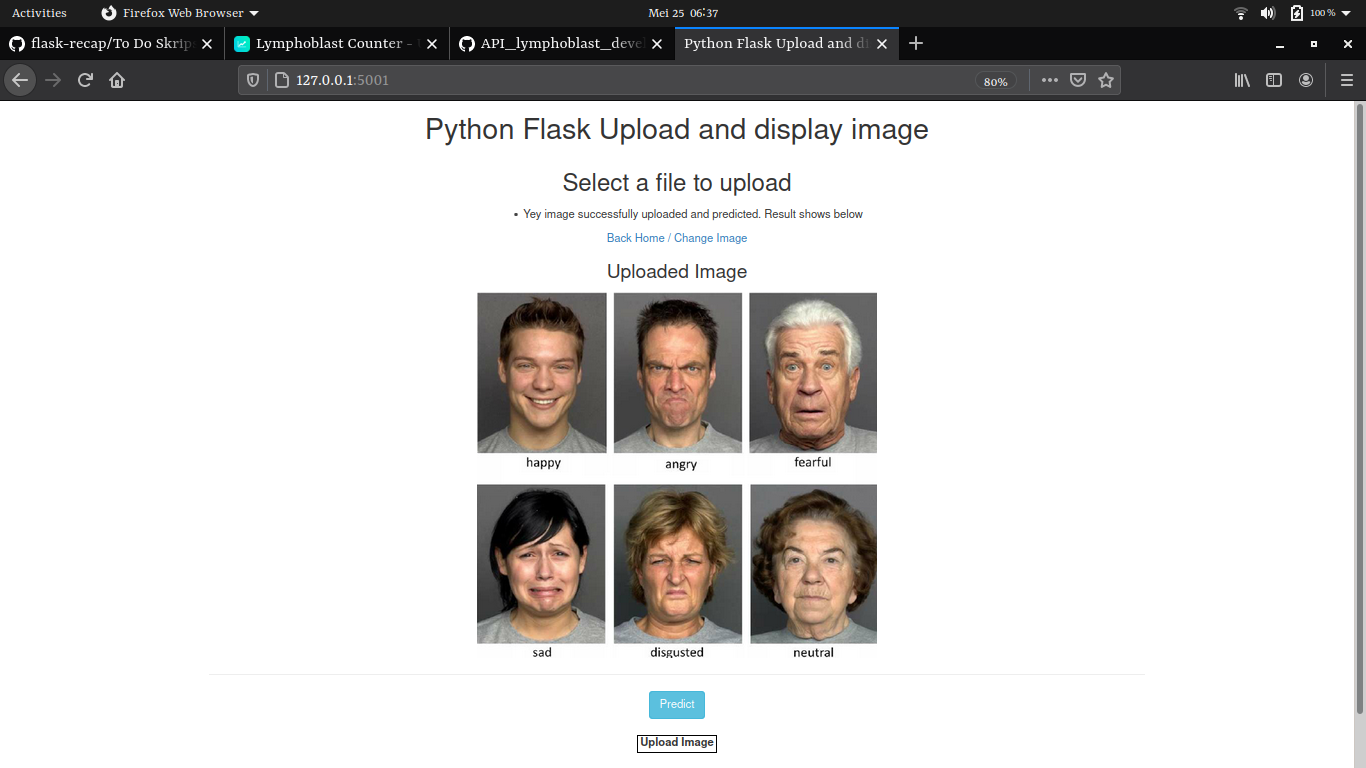 Activities Firefox Web Browser Mei 25 06:37 100 %
flask-recap/To Do Skrip Lymphoblast Counter - API_lymphoblast_deve Python Flask Upload and di
127.0.0.1:5001 80%
Python Flask Upload and display image
Select a file to upload
• Yey image successfully uploaded and predicted. Result shows below
Back Home / Change Image
Uploaded Image
happy angry fearful
sad disgusted neutral
Predict
Upload Image